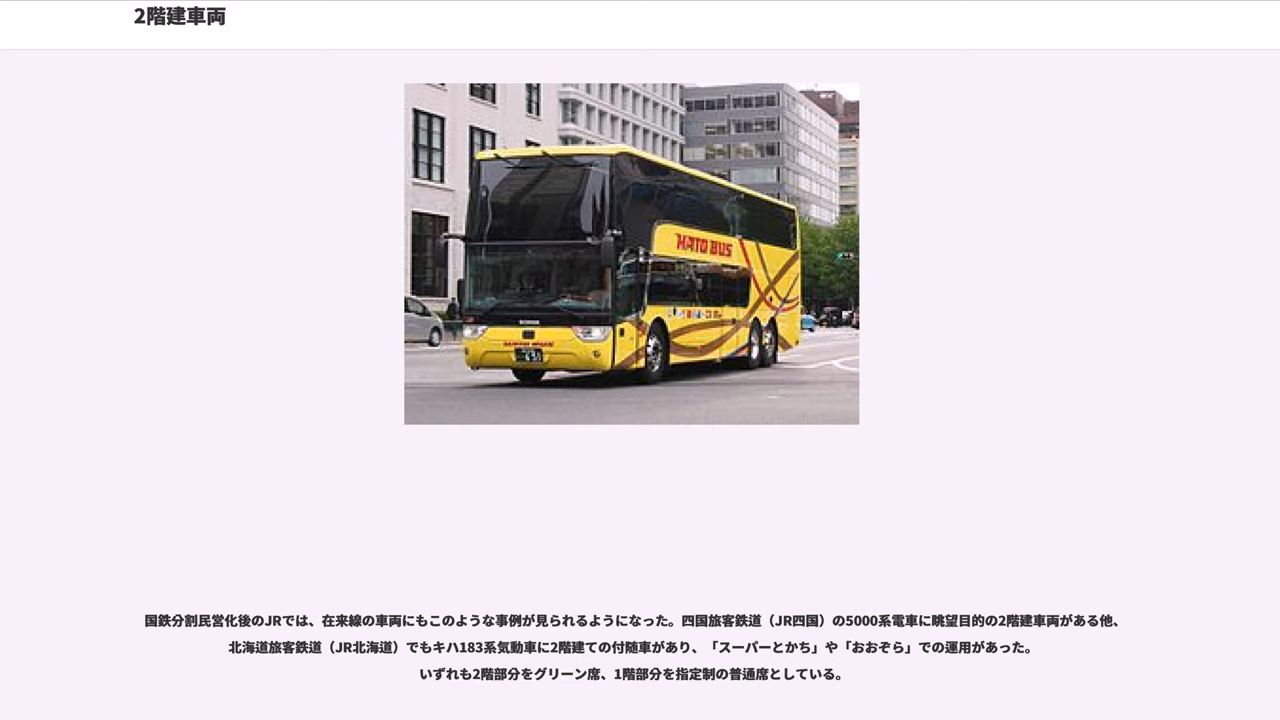 2階建車両
HATO BUS
国鉄分割民営化後のJRでは、在来線の車両にもこのような事例が見られるようになった。四国旅客鉄道（JR四国）の5000系電車に眺望目的の2階建車両がある他、
北海道旅客鉄道（JR北海道）でもキハ183系気動車に2階建ての付随車があり、「スーパーとかち」や「おおぞら」での運用があった。
いずれも2階部分をグリーン席、1階部分を指定制の普通席としている。